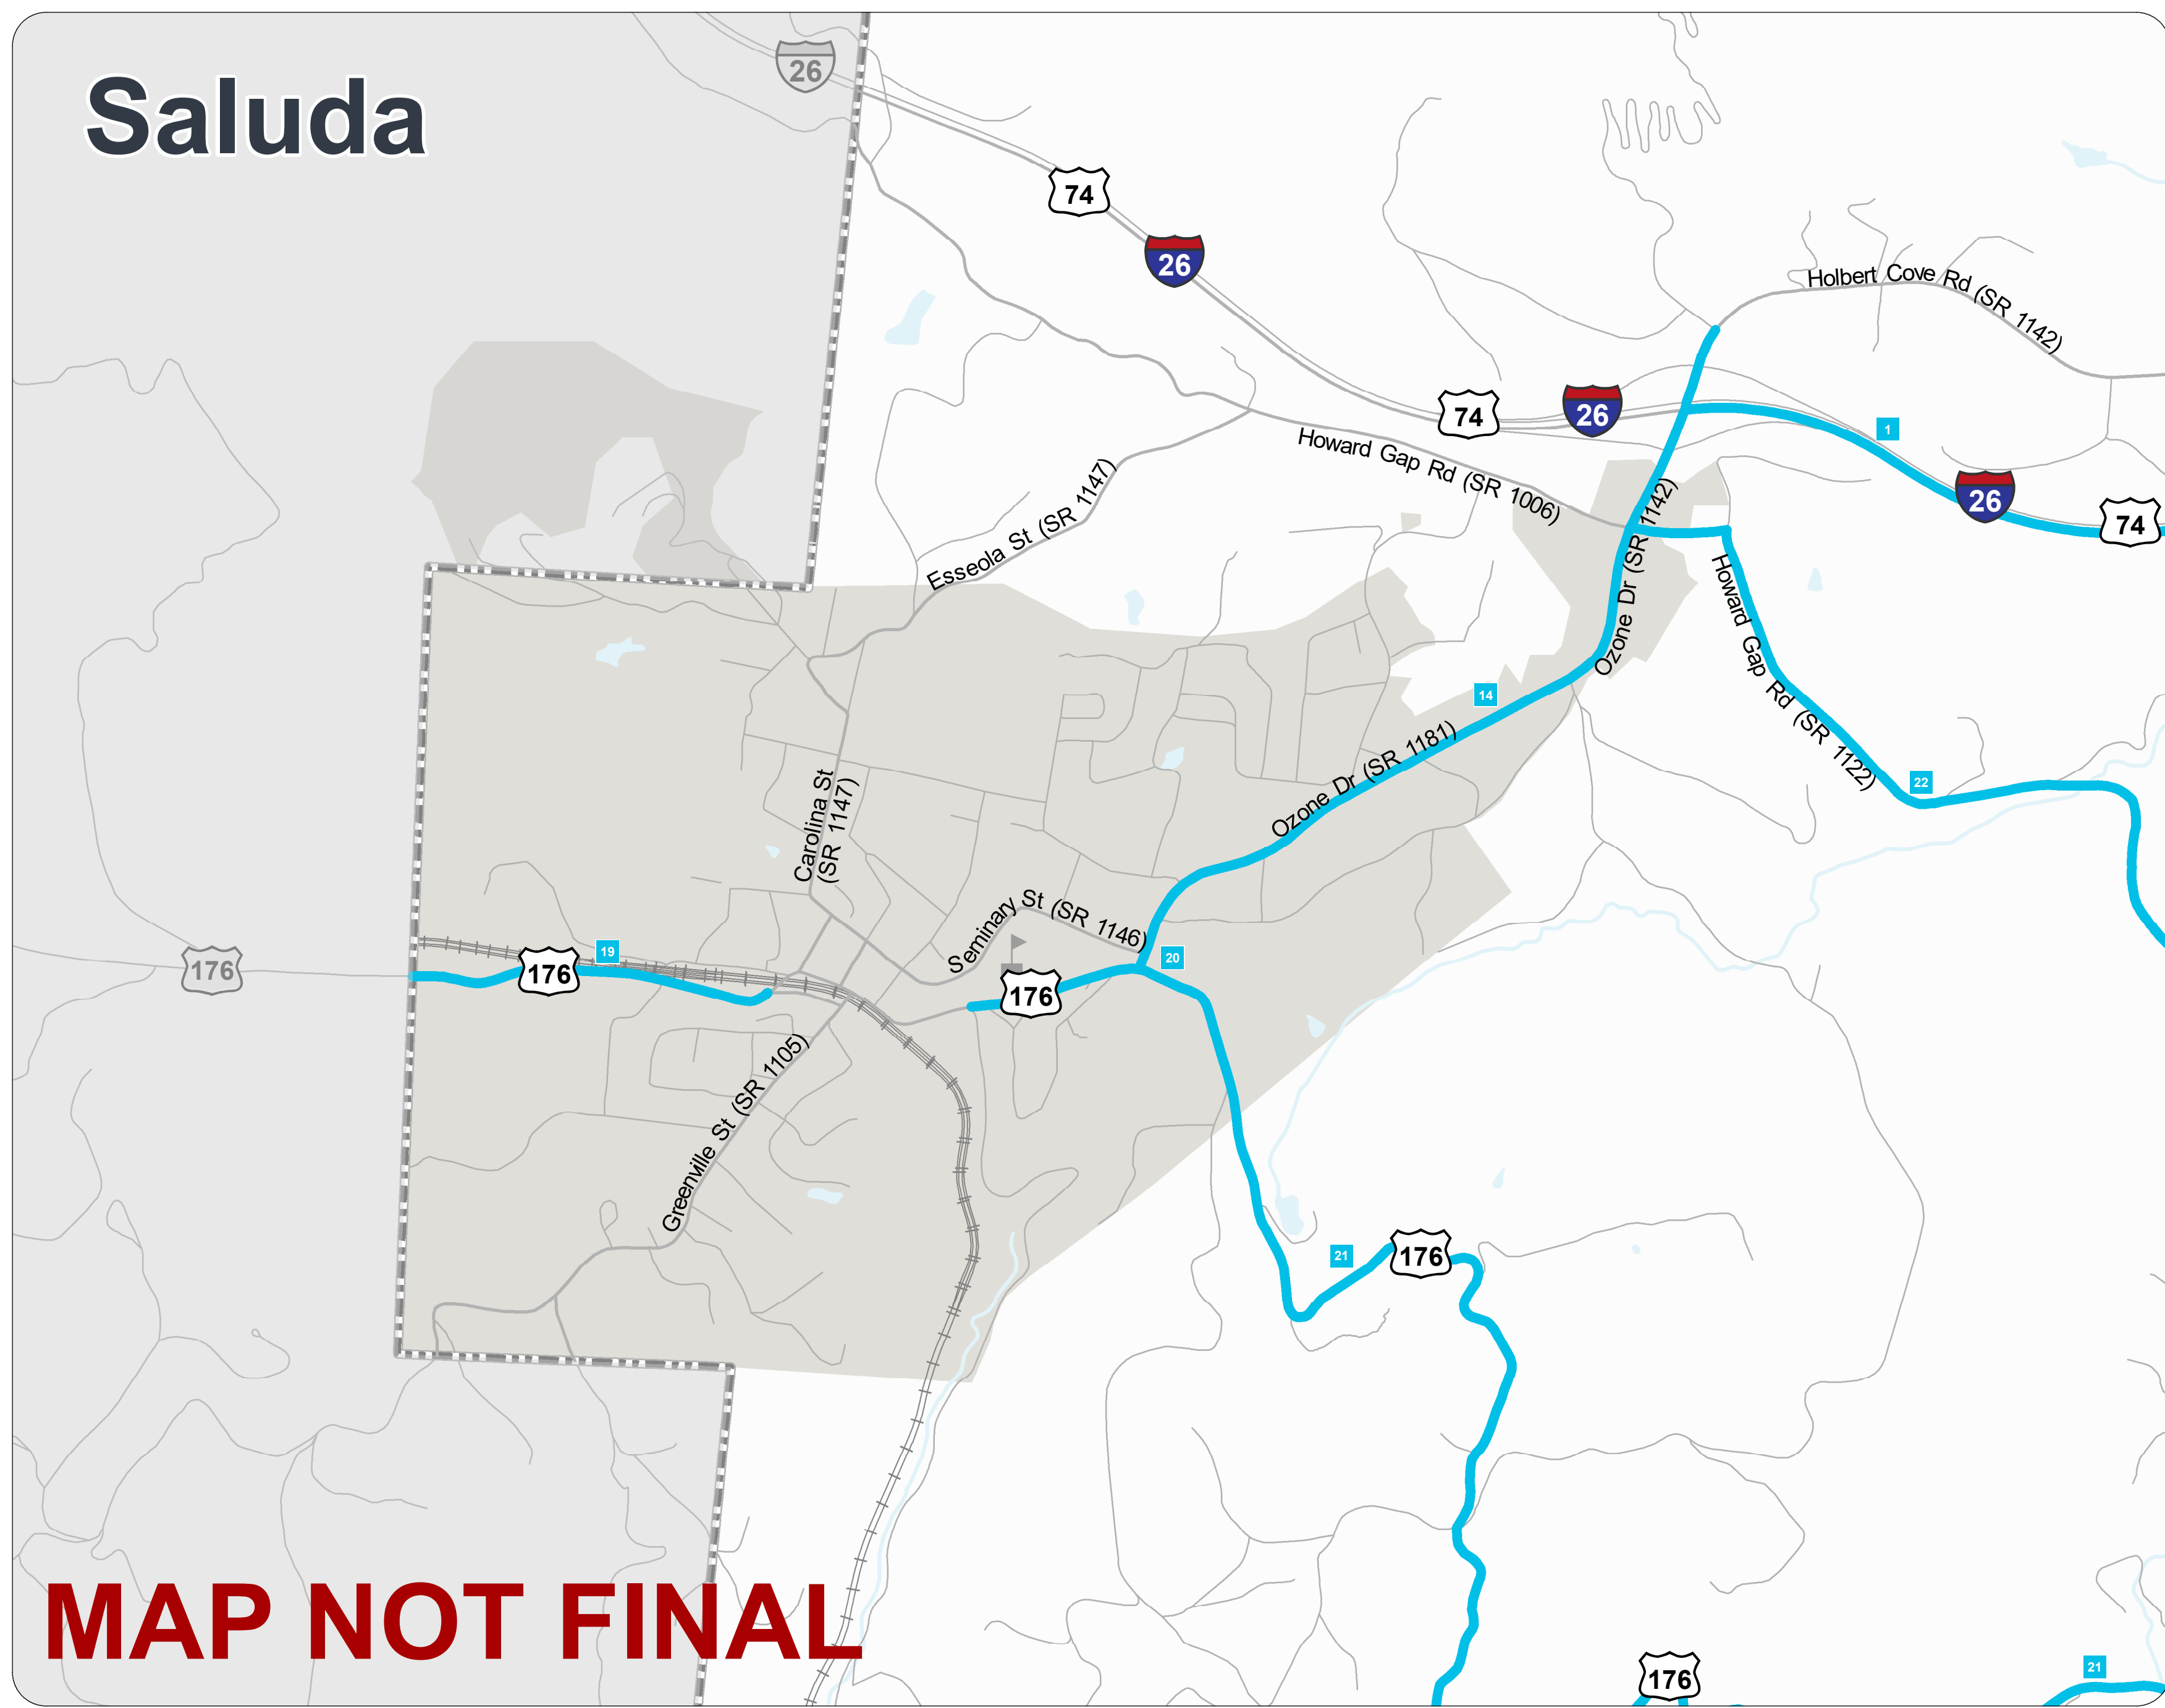 Saluda
26
74
26
Holbert Cove Rd (SR 1142)
74
26
1
Howard Gap Rd (SR 1006)
26
74
Esseola St (SR 1147)
Ozone Dr (SR 1142)
Howard Gap Rd (SR 1122)
14
Ozone Dr (SR 1181)
22
Carolina St
(SR 1147)
Seminary St (SR 1146)
176
19
176
20
176
Greenville St (SR 1105)
21
176
MAP NOT FINAL
176
21